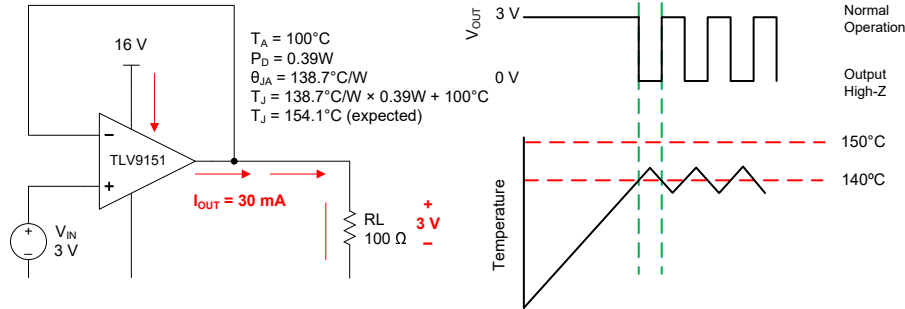 16 V
TLV9151
–
+
+
–
V_IN
3 V
T_A = 100°C
P_D = 0.39W
θ_JA = 138.7°C/W
T_J = 138.7°C/W × 0.39W + 100°C
T_J = 154.1°C (expected)
I_OUT = 30 mA
RL
100 Ω
+
3 V
–
V_OUT
3 V
0 V
Normal
Operation
Output
High-Z
Temperature
150°C
140ºC